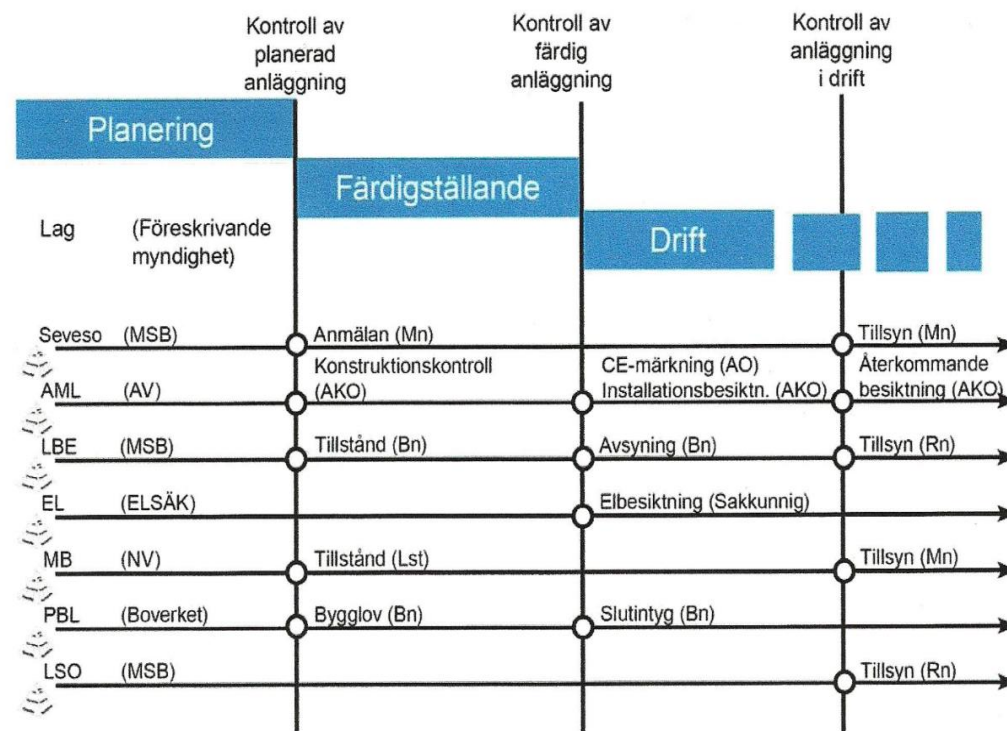 Kontroll av
planerad
anläggning
Kontroll av
färdig
anläggning
Kontroll av
anläggning
i drift
Planering
Färdigställande
Drift
Lag (Föreskrivande
myndighet)
Seveso (MSB) Anmälan (Mn) Tillsyn (Mn)
Konstruktionskontroll CE-märkning (AO) Återkommande
AML (AV) (AKO) Installationsbesiktn. (AKO) besiktning (AKO)
LBE (MSB) Tillstånd (Bn) Avsyning (Bn) Tillsyn (Rn)
EL (ELSÄK) Elbesiktning (Sakkunnig)
MB (NV) Tillstånd (Lst) Tillsyn (Mn)
PBL (Boverket) Bygglov (Bn) Slutintyg (Bn)
LSO (MSB) Tillsyn (Rn)